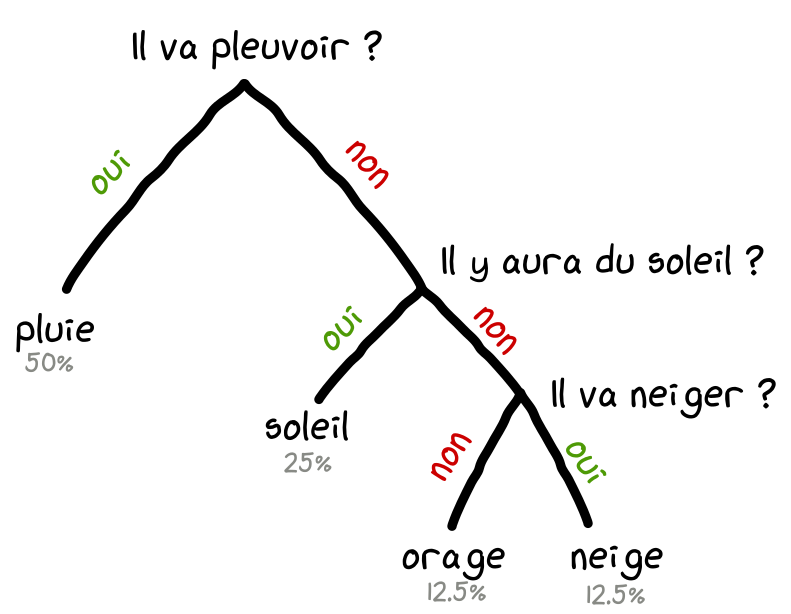 Il va pleuvoir ?
oui
non
Il y aura du soleil ?
pluie
50%
oui
non
Il va neiger ?
soleil
25%
non
oui
orage
12.5%
neige
12.5%